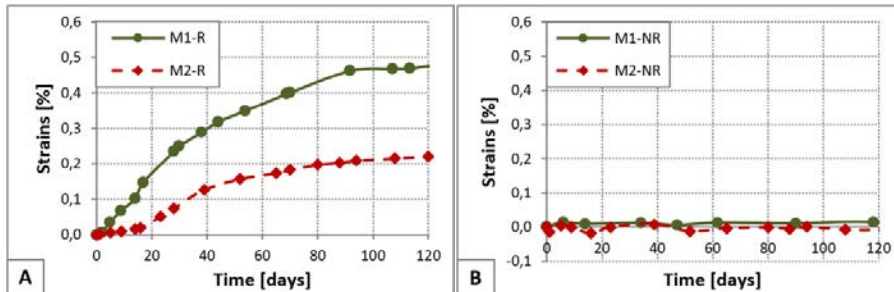 0,6
0,5
0,4
0,3
0,2
0,1
0,0
Strains [%]
M1-R
M2-R
0 20 40 60 80 100 120
Time [days]
A
0,6
0,5
0,4
0,3
0,2
0,1
0,0
-0,1
Strains [%]
M1-NR
M2-NR
0 20 40 60 80 100 120
Time [days]
B